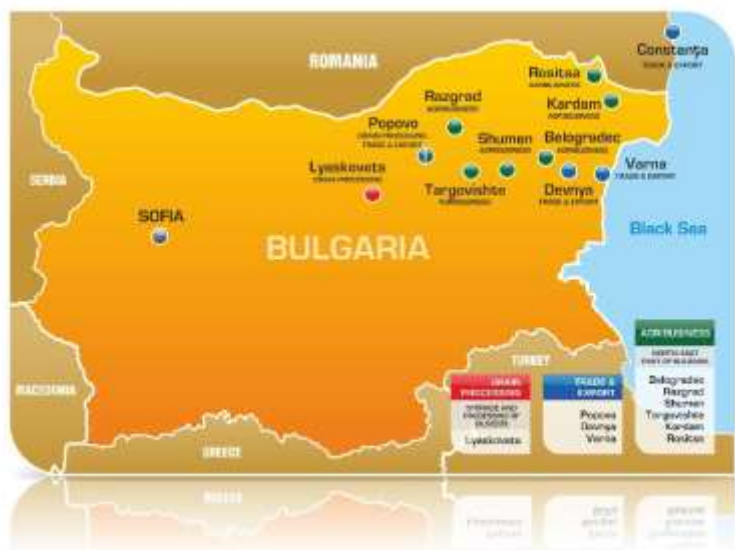 Constanța
TRADE & EXPORT
ROMANIA
Rositsa
AGRIBUSINESS
Kardam
AGRIBUSINESS
Razgrad
AGRIBUSINESS
Popovo
GRAIN PROCESSING,
TRADE & EXPORT
Shumen
AGRIBUSINESS
Belogradec
AGRIBUSINESS
Lyaskovets
GRAIN PROCESSING
Varna
TRADE & EXPORT
Targovishte
AGRIBUSINESS
Devnya
TRADE & EXPORT
SERBIA
SOFIA
BULGARIA
Black Sea
MACEDONIA
GREECE
TURKEY
GRAIN
PROCESSING
STORAGE AND
PROCESSING OF
Lyaskovets
TRADE &
EXPORT
Popovo
Devnya
Varna
AGRIBUSINESS
NORTH-EAST
PART OF BULGARIA
Belogradec
Razgrad
Shumen
Targovishte
Kardam
Rositsa